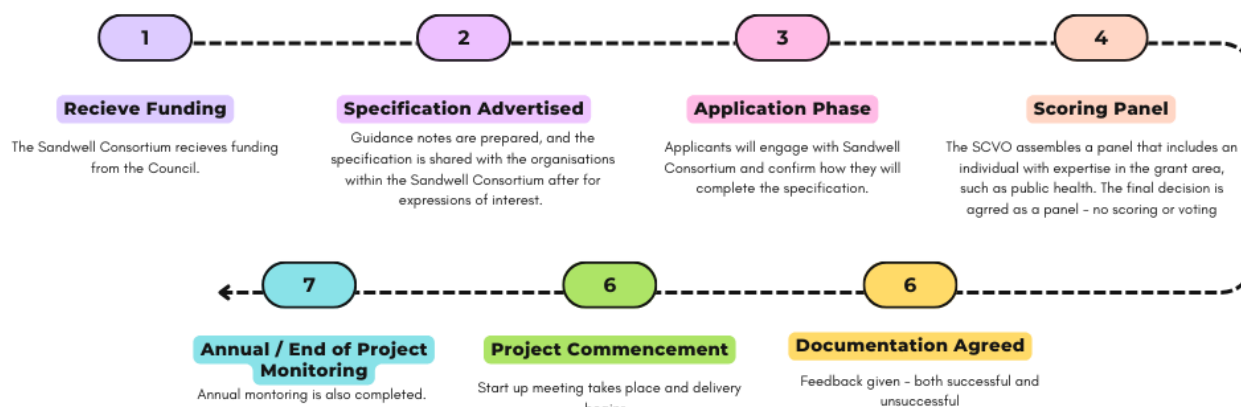 1
2
3
4
Recieve Funding
The Sandwell Consortium recieves funding
from the Council.
Specification Advertised
Guidance notes are prepared, and the
specification is shared with the organisations
within the Sandwell Consortium after for
expressions of interest.
Application Phase
Applicants will engage with Sandwell
Consortium and confirm how they will
complete the specification.
Scoring Panel
The SCVO assembles a panel that includes an
individual with expertise in the grant area,
such as public health. The final decision is
agrred as a panel - no scoring or voting
7
6
6
Annual / End of Project
Monitoring
Annual montoring is also completed.
Project Commencement
Start up meeting takes place and delivery
Documentation Agreed
Feedback given - both successful and
unsuccessful